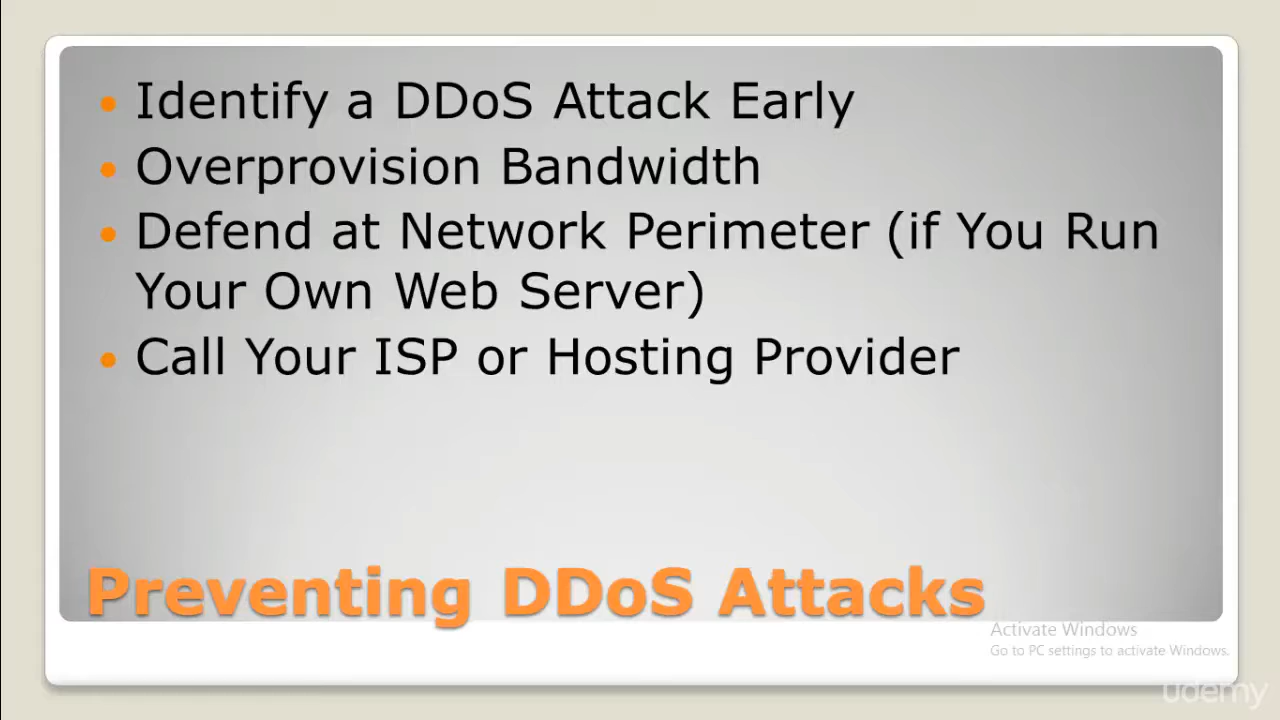 Identify a DDoS Attack Early
Overprovision Bandwidth
Defend at Network Perimeter (if You Run
Your Own Web Server)
Call Your ISP or Hosting Provider
Preventing DDoS Attacks
Activate Windows
Go to PC settings to activate Windows.
udemy